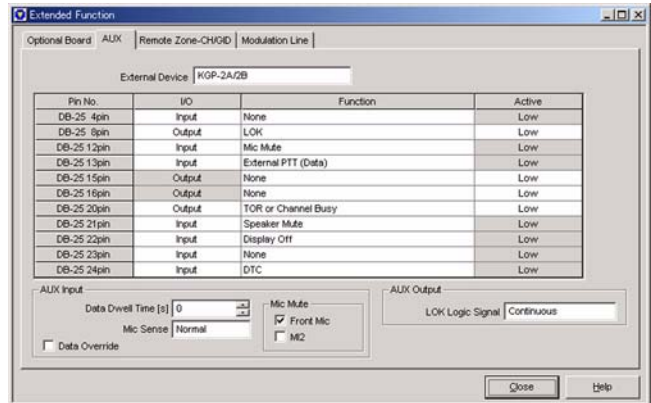 Extended Function
Optional Board AUX Remote Zone-CH/GID Modulation Line
External Device KGP-2A/2B
Pin No. I/O Function Active
DB-25 4pin Input None Low
DB-25 8pin Output LOK Low
DB-25 12pin Input Mic Mute Low
DB-25 13pin Input External PTT (Data) Low
DB-25 15pin Output None Low
DB-25 16pin Output None Low
DB-25 20pin Output TOR or Channel Busy Low
DB-25 21pin Input Speaker Mute Low
DB-25 22pin Input Display Off Low
DB-25 23pin Input None Low
DB-25 24pin Input DTC Low
AUX Input
Data Dwell Time [s] 0
Mic Sense Normal
Data Override
Mic Mute
Front Mic
MI2
AUX Output
LOK Logic Signal Continuous
Close Help